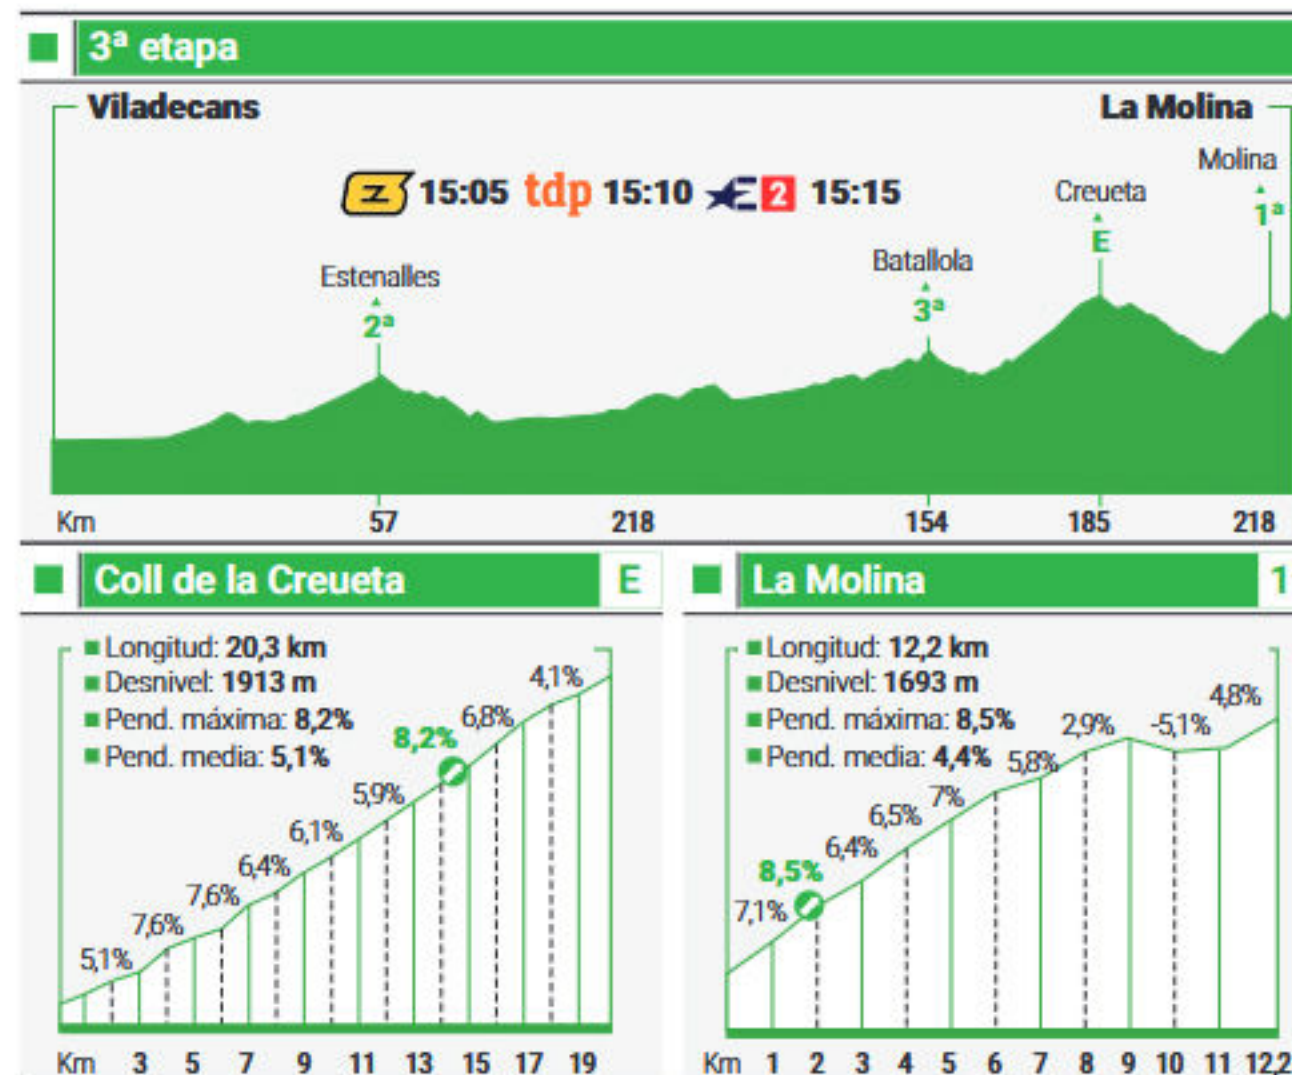 3ª etapa
Viladecans
La Molina
Molina
Creueta
1ª
15:05 tdp 15:10 E2 15:15
E
Batallola
Estenalles
3ª
2ª
Km 57 218 154 185 218
Coll de la Creueta E
Longitud: 20,3 km
Desnivel: 1913 m
Pend. máxima: 8,2%
Pend. media: 5,1%
4,1%
6,8%
8,2%
5,9%
6,1%
6,4%
7,6%
7,6%
5,1%
Km 3 5 7 9 11 13 15 17 19
La Molina 1
Longitud: 12,2 km
Desnivel: 1693 m
Pend. máxima: 8,5%
Pend. media: 4,4%
4,8%
-5,1%
2,9%
5,8%
7%
6,5%
6,4%
8,5%
7,1%
Km 1 2 3 4 5 6 7 8 9 10 11 12,2